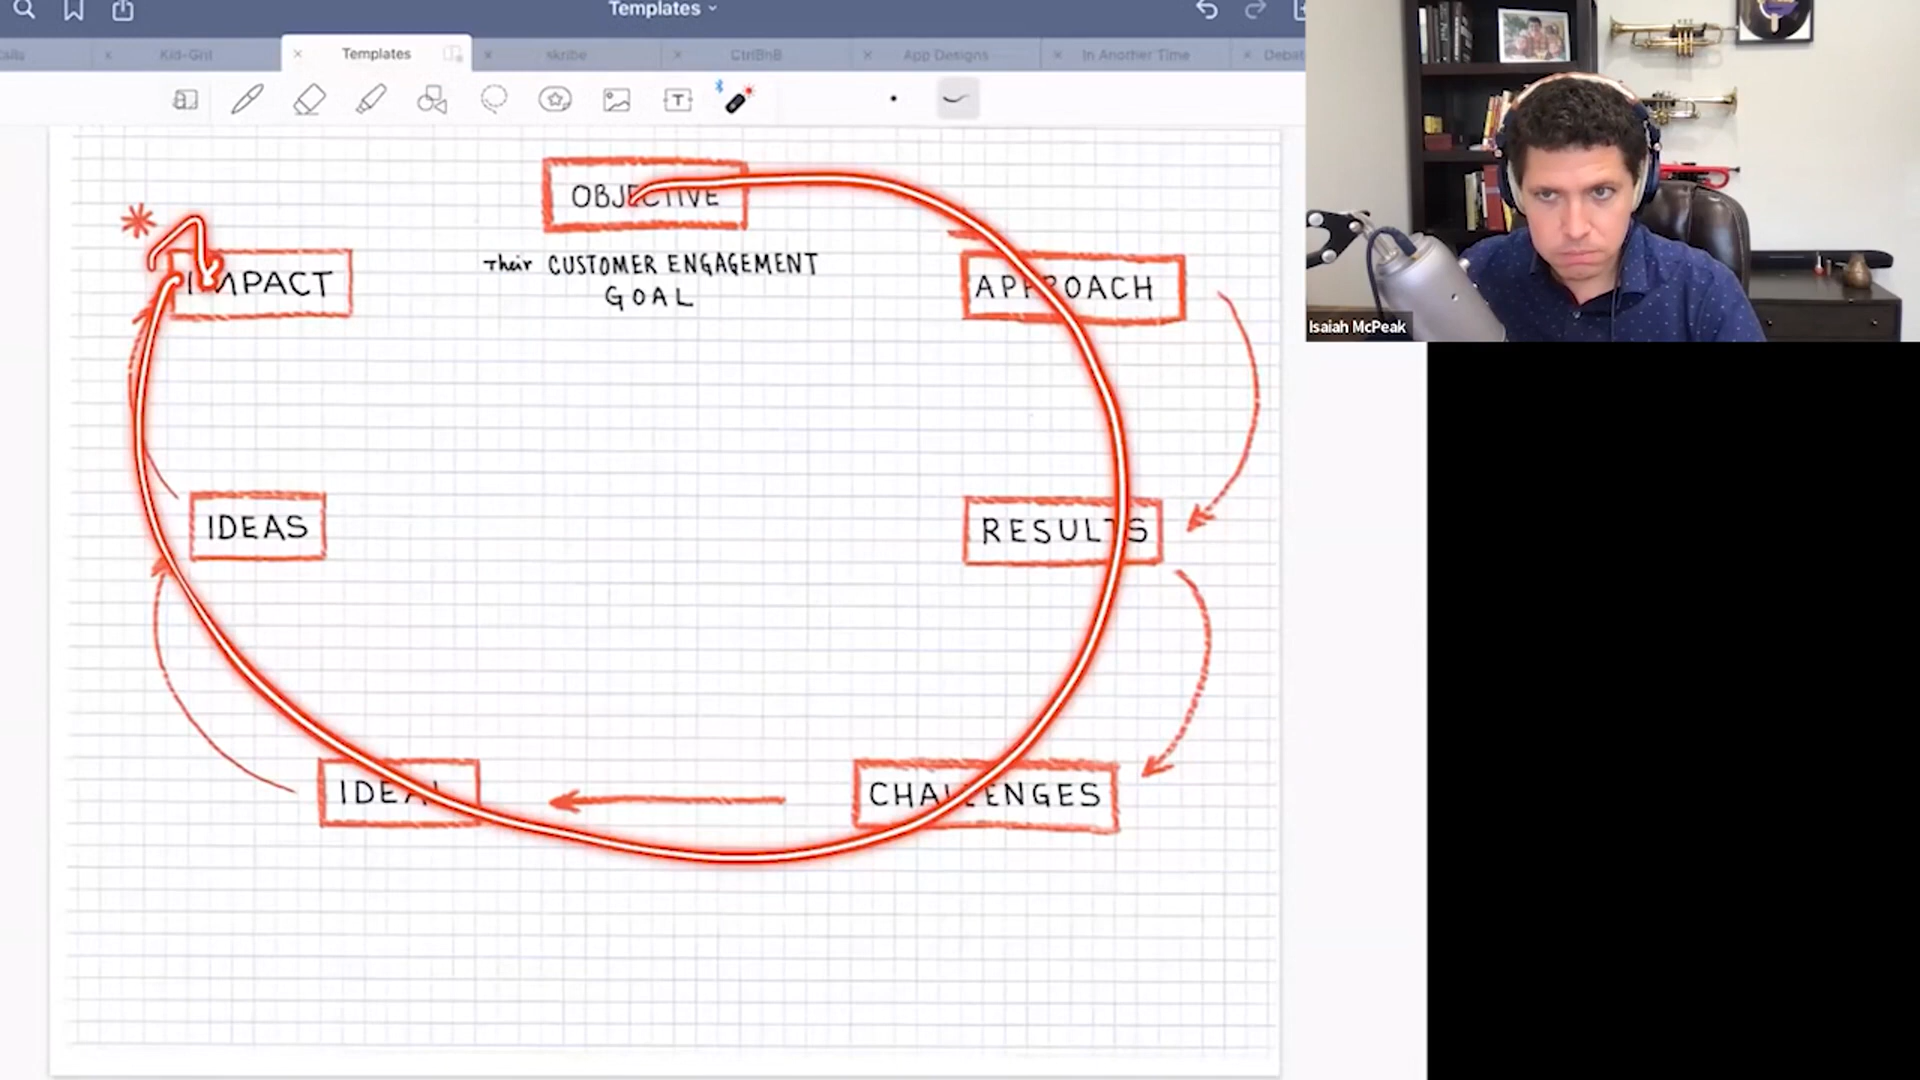 Templates
Kid-Grit
Templates
skribe
CtrlBnB
App Designs
In Another Time
Debat
T
OBJECTIVE
Their CUSTOMER ENGAGEMENT
GOAL
IMPACT
APPROACH
IDEAS
RESULTS
IDEAL
CHALLENGES
Isaiah McPeak